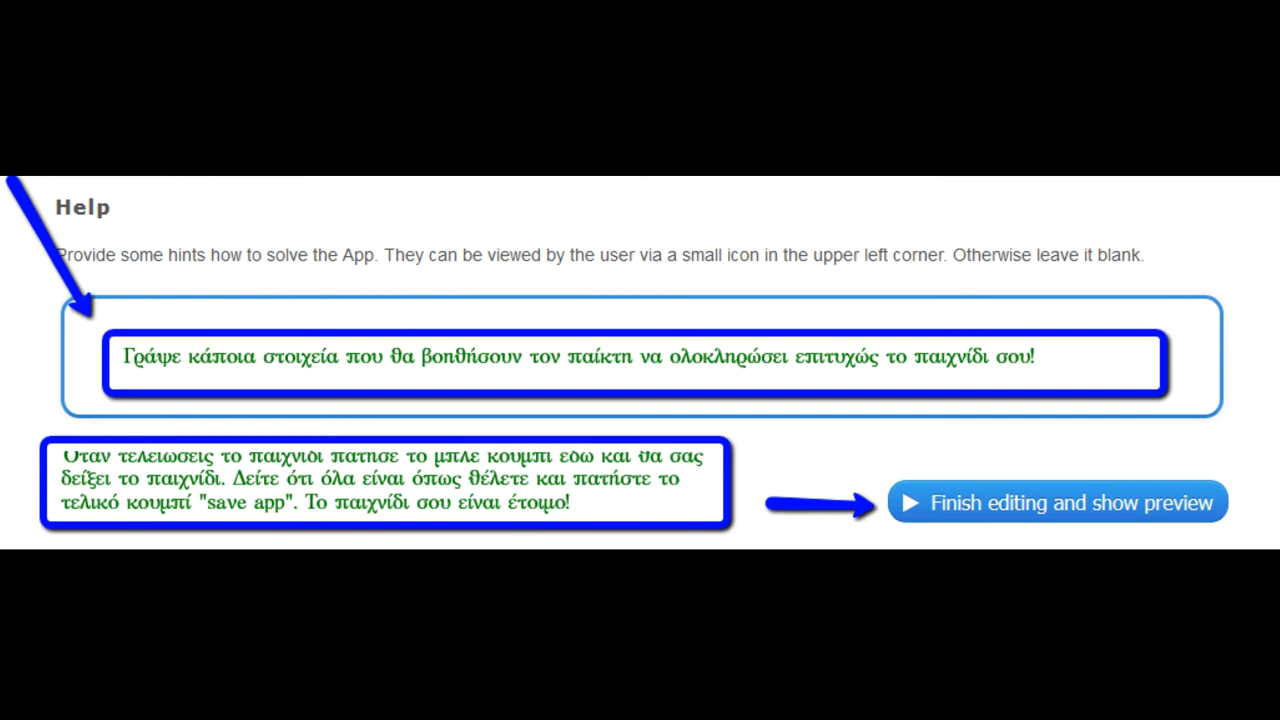 Help
Provide some hints how to solve the App. They can be viewed by the user via a small icon in the upper left corner. Otherwise leave it blank.
Γράψε κάποια στοιχεία που θα βοηθήσουν τον παίκτη να ολοκληρώσει επιτυχώς το παιχνίδι σου!
Όταν τελειώσεις το παιχνίδι πάτησε το μπλε κουμπί εδώ και θα σας
δείξει το παιχνίδι. Δείτε ότι όλα είναι όπως θέλετε και πατήστε το
τελικό κουμπί "save app". Το παιχνίδι σου είναι έτοιμο!
Finish editing and show preview